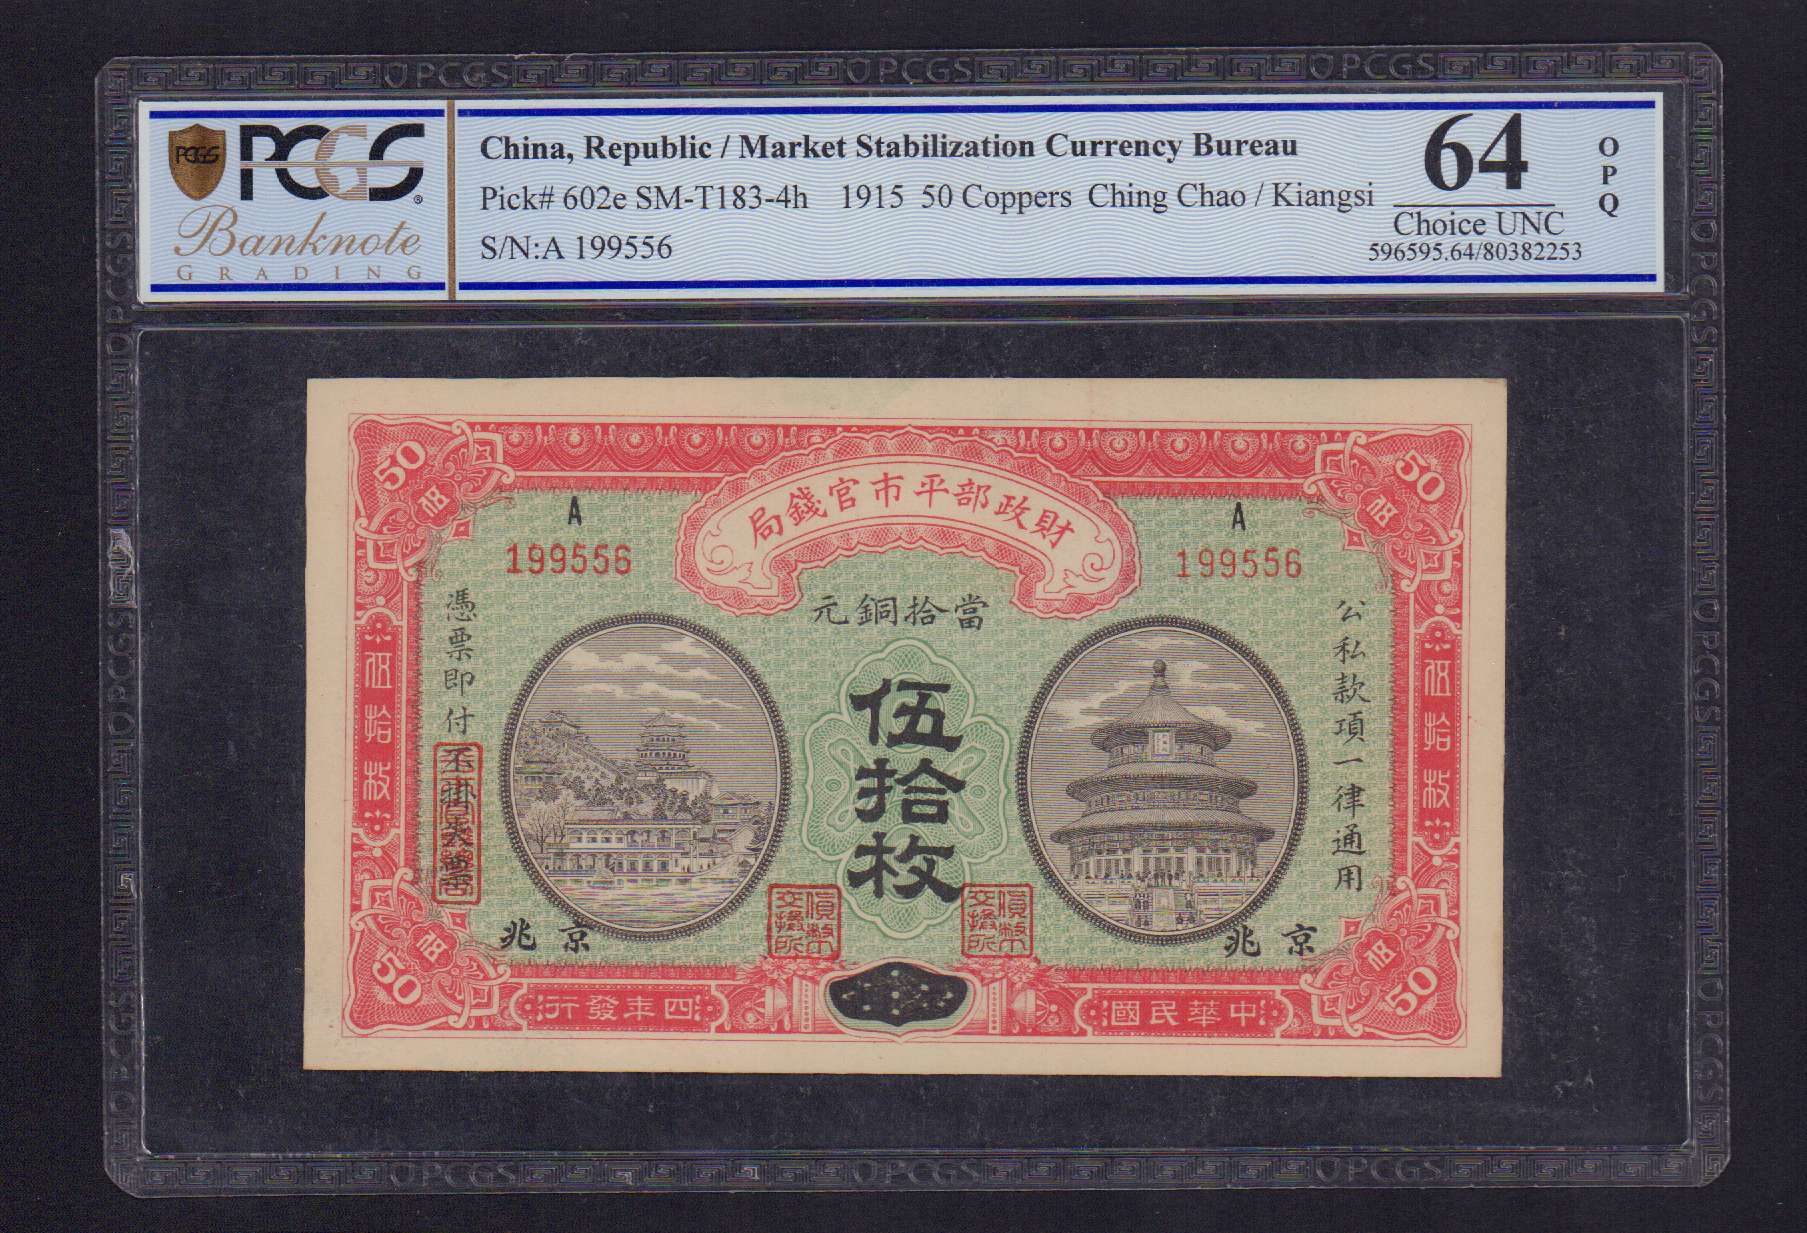 PCGS
PCGS
Banknote
GRADING
China, Republic / Market Stabilization Currency Bureau
Pick# 602e SM-T183-4h 1915 50 Coppers Ching Chao / Kiangsi
S/N:A 199556
64
Choice UNC
596595.64/80382253
OPQ
50
50
局錢官市平部政財
A
199556
A
199556
元銅拾當
伍拾枚
公私款項一律通用
憑票即付
伍拾枚
伍拾枚
兆京
兆京
50
50
行發年四
國民華中